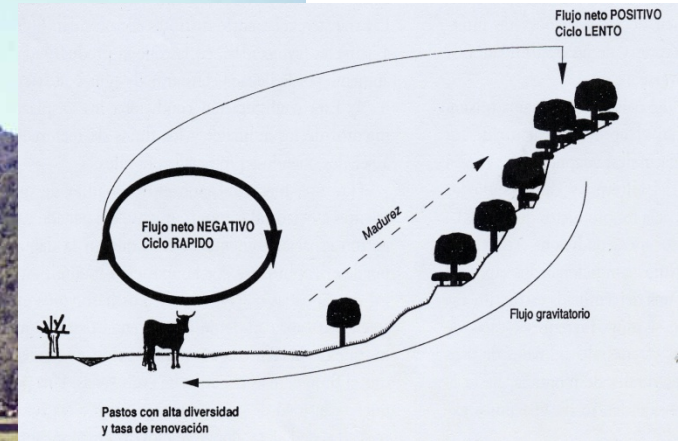 Flujo neto POSITIVO
Ciclo LENTO
Flujo neto NEGATIVO
Ciclo RAPIDO
Madurez
Flujo gravitatorio
Pastos con alta diversidad
y tasa de renovación